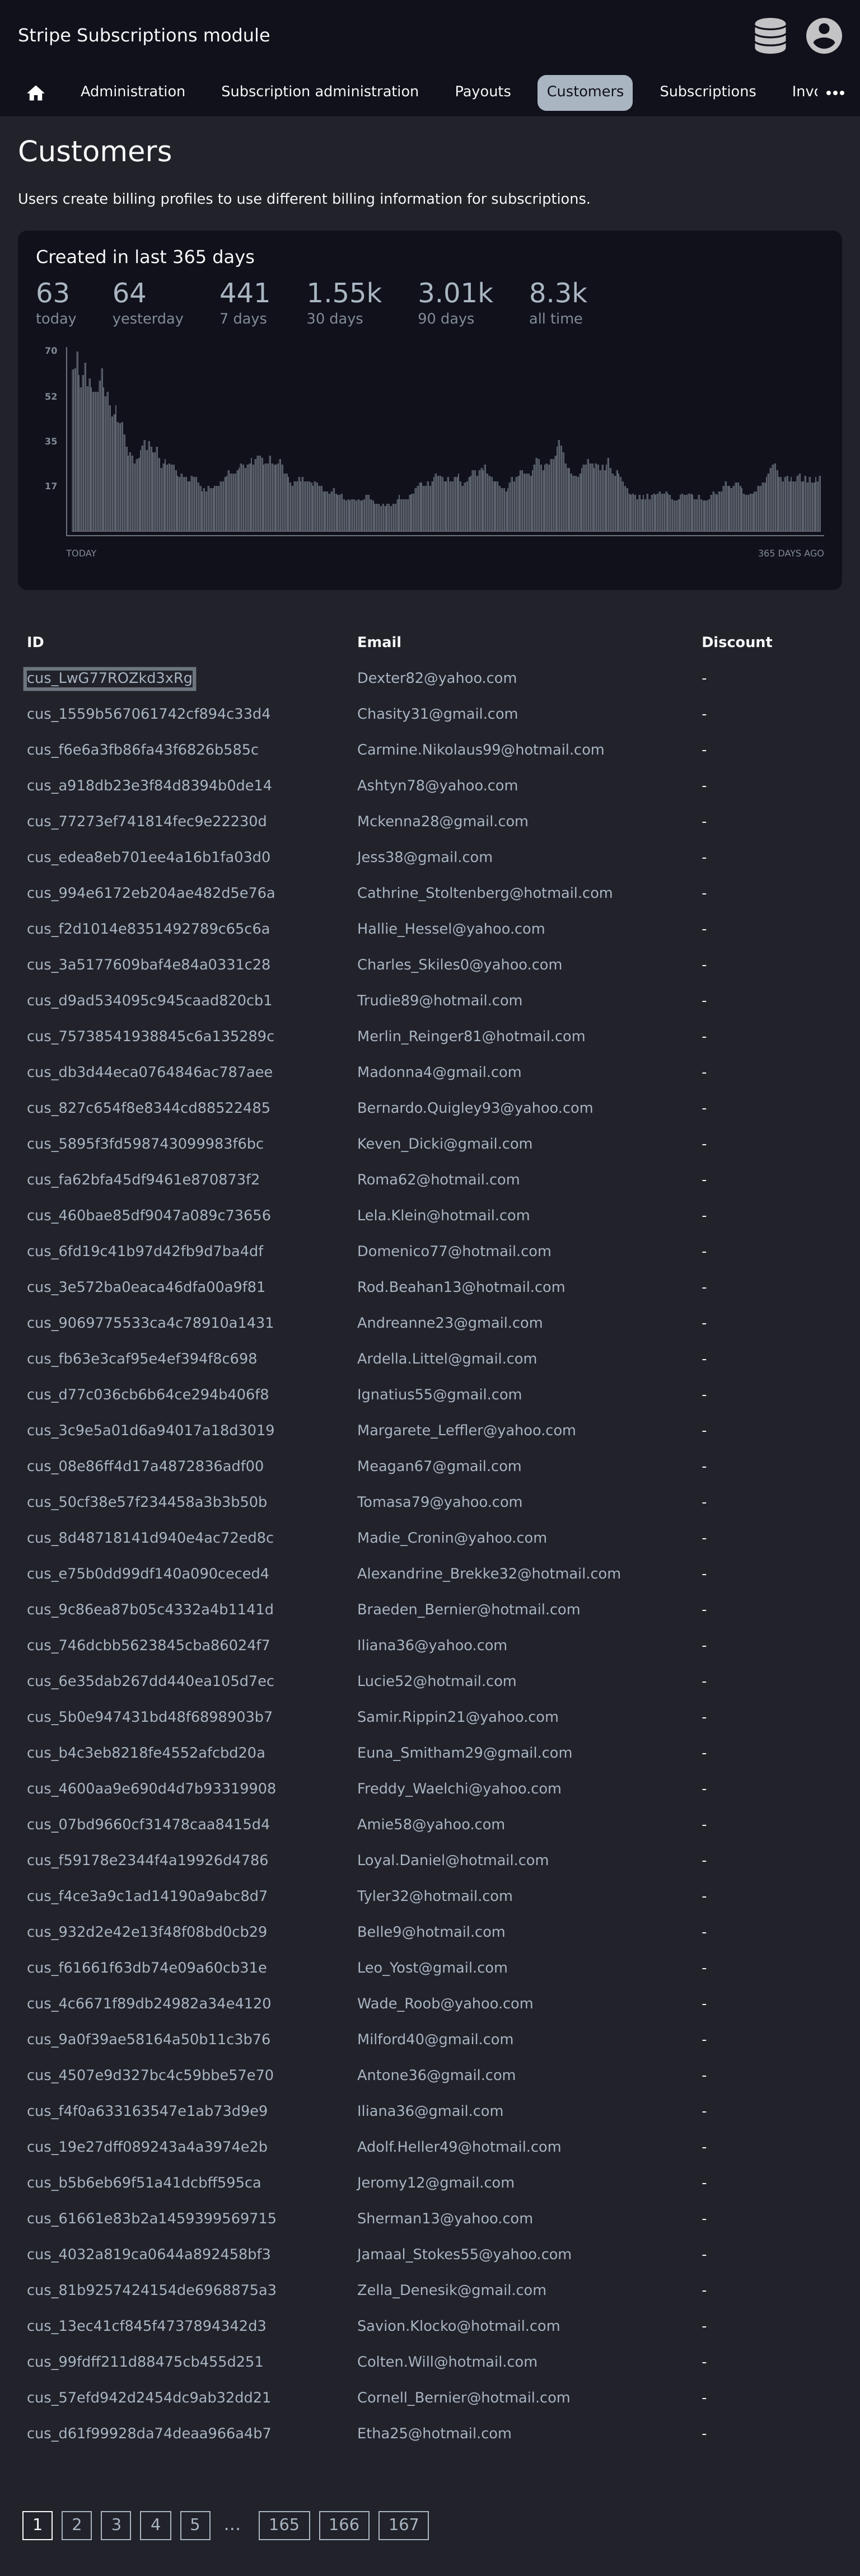 Stripe Subscriptions module
Administration Subscription administration Payouts Customers Subscriptions
Customers
Users create billing profiles to use different billing information for subscriptions.
Created in last 365 days
63 64 441 1.55k 3.01k 8.3k
today yesterday 7 days 30 days 90 days all time
70
52
35
17
TODAY 365 DAYS AGO
ID Email Discount
cus_LwG77ROZkd3xRg Dexter82@yahoo.com -
cus_1559b567061742cf894c33d4 Chasity31@gmail.com -
cus_f6e6a3fb86fa43f6826b585c Carmine.Nikolaus99@hotmail.com -
cus_a918db23e3f84d8394b0de14 Ashtyn78@yahoo.com -
cus_77273ef741814fec9e22230d Mckenna28@gmail.com -
cus_edea8eb701ee4a16b1fa03d0 Jess38@gmail.com -
cus_994e6172eb204ae482d5e76a Cathrine_Stoltenberg@hotmail.com -
cus_f2d1014e8351492789c65c6a Hallie_Hessel@yahoo.com -
cus_3a5177609baf4e84a0331c28 Charles_Skiles0@yahoo.com -
cus_d9ad534095c945caad820cb1 Trudie89@hotmail.com -
cus_75738541938845c6a135289c Merlin_Reinger81@hotmail.com -
cus_db3d44eca0764846ac787aee Madonna4@gmail.com -
cus_827c654f8e8344cd88522485 Bernardo.Quigley93@yahoo.com -
cus_5895f3fd598743099983f6bc Keven_Dicki@gmail.com -
cus_fa62bfa45df9461e870873f2 Roma62@hotmail.com -
cus_460bae85df9047a089c73656 Lela.Klein@hotmail.com -
cus_6fd19c41b97d42fb9d7ba4df Domenico77@hotmail.com -
cus_3e572ba0eaca46dfa00a9f81 Rod.Beahan13@hotmail.com -
cus_9069775533ca4c78910a1431 Andreanne23@gmail.com -
cus_fb63e3caf95e4ef394f8c698 Ardella.Littel@gmail.com -
cus_d77c036cb6b64ce294b406f8 Ignatius55@gmail.com -
cus_3c9e5a01d6a94017a18d3019 Margarete_Leffler@yahoo.com -
cus_08e86ff4d17a4872836adf00 Meagan67@gmail.com -
cus_50cf38e57f234458a3b3b50b Tomasa79@yahoo.com -
cus_8d48718141d940e4ac72ed8c Madie_Cronin@yahoo.com -
cus_e75b0dd99df140a090ceced4 Alexandrine_Brekke32@hotmail.com -
cus_9c86ea87b05c4332a4b1141d Braeden_Bernier@hotmail.com -
cus_746dcbb5623845cba86024f7 Iliana36@yahoo.com -
cus_6e35dab267dd440ea105d7ec Lucie52@hotmail.com -
cus_5b0e947431bd48f6898903b7 Samir.Rippin21@yahoo.com -
cus_b4c3eb8218fe4552afcbd20a Euna_Smitham29@gmail.com -
cus_4600aa9e690d4d7b93319908 Freddy_Waelchi@yahoo.com -
cus_07bd9660cf31478caa8415d4 Amie58@yahoo.com -
cus_f59178e2344f4a19926d4786 Loyal.Daniel@hotmail.com -
cus_f4ce3a9c1ad14190a9abc8d7 Tyler32@hotmail.com -
cus_932d2e42e13f48f08bd0cb29 Belle9@hotmail.com -
cus_f61661f63db74e09a60cb31e Leo_Yost@gmail.com -
cus_4c6671f89db24982a34e4120 Wade_Roob@yahoo.com -
cus_9a0f39ae58164a50b11c3b76 Milford40@gmail.com -
cus_4507e9d327bc4c59bbe57e70 Antone36@gmail.com -
cus_f4f0a633163547e1ab73d9e9 Iliana36@gmail.com -
cus_19e27dff089243a4a3974e2b Adolf.Heller49@hotmail.com -
cus_b5b6eb69f51a41dcbff595ca Jeromy12@gmail.com -
cus_61661e83b2a1459399569715 Sherman13@yahoo.com -
cus_4032a819ca0644a892458bf3 Jamaal_Stokes55@yahoo.com -
cus_81b9257424154de6968875a3 Zella_Denesik@gmail.com -
cus_13ec41cf845f4737894342d3 Savion.Klocko@hotmail.com -
cus_99fdff211d88475cb455d251 Colten.Will@hotmail.com -
cus_57efd942d2454dc9ab32dd21 Cornell_Bernier@hotmail.com -
cus_d61f99928da74deaa966a4b7 Etha25@hotmail.com -
1 2 3 4 5 … 165 166 167